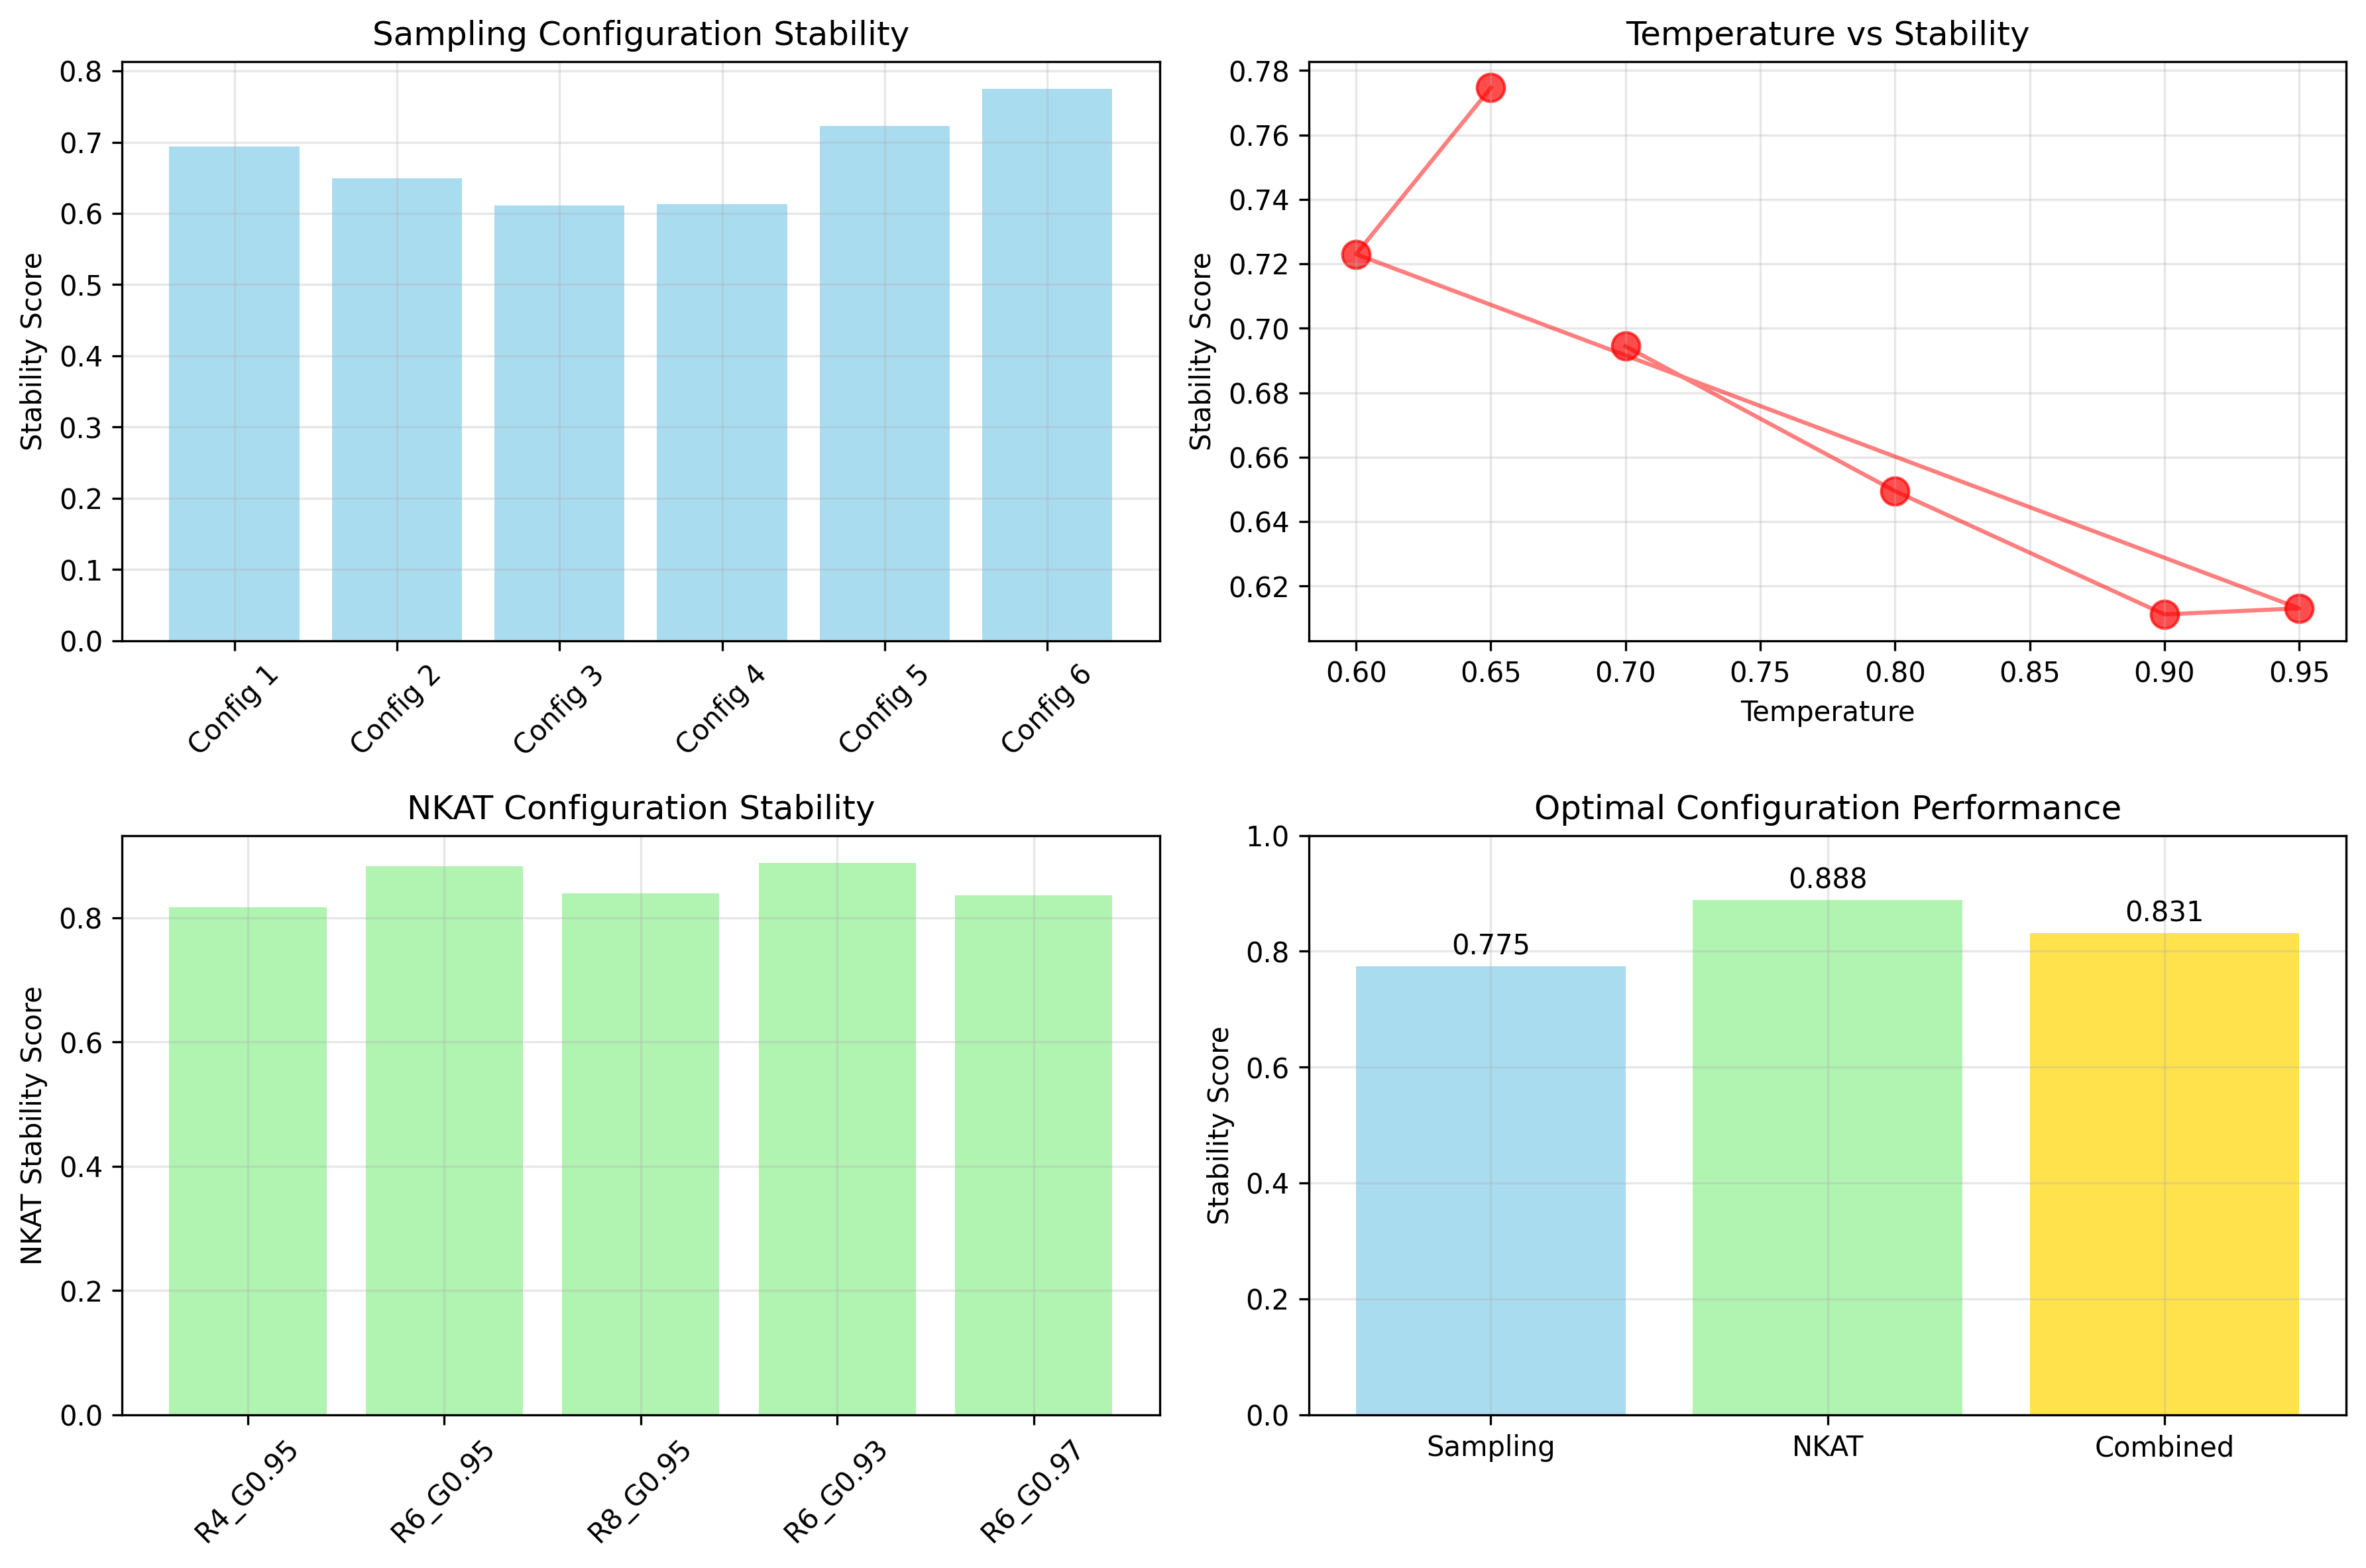 Sampling Configuration Stability
Stability Score
0.8
0.7
0.6
0.5
0.4
0.3
0.2
0.1
0.0
Config 1
Config 2
Config 3
Config 4
Config 5
Config 6
Temperature vs Stability
Stability Score
0.78
0.76
0.74
0.72
0.70
0.68
0.66
0.64
0.62
0.60
0.65
0.70
0.75
0.80
0.85
0.90
0.95
Temperature
NKAT Configuration Stability
NKAT Stability Score
0.8
0.6
0.4
0.2
0.0
R4_G0.95
R6_G0.95
R8_G0.95
R6_G0.93
R6_G0.97
Optimal Configuration Performance
Stability Score
1.0
0.8
0.6
0.4
0.2
0.0
0.775
0.888
0.831
Sampling
NKAT
Combined